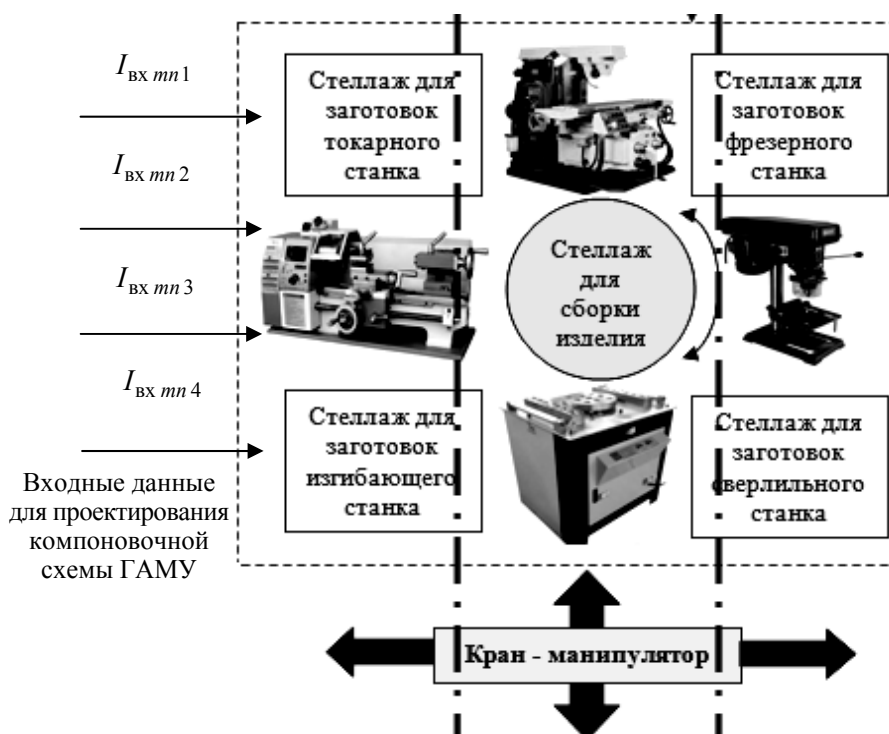 I вх mn 1
I вх mn 2
I вх mn 3
I вх mn 4
Входные данные
для проектирования
компоновочной
схемы ГАМУ
Стеллаж для
заготовок
токарного
станка
Стеллаж для
заготовок
фрезерного
станка
Стеллаж
для
сборки
изделия
Стеллаж для
заготовок
изгибающего
станка
Стеллаж для
заготовок
сверлильного
станка
Кран - манипулятор